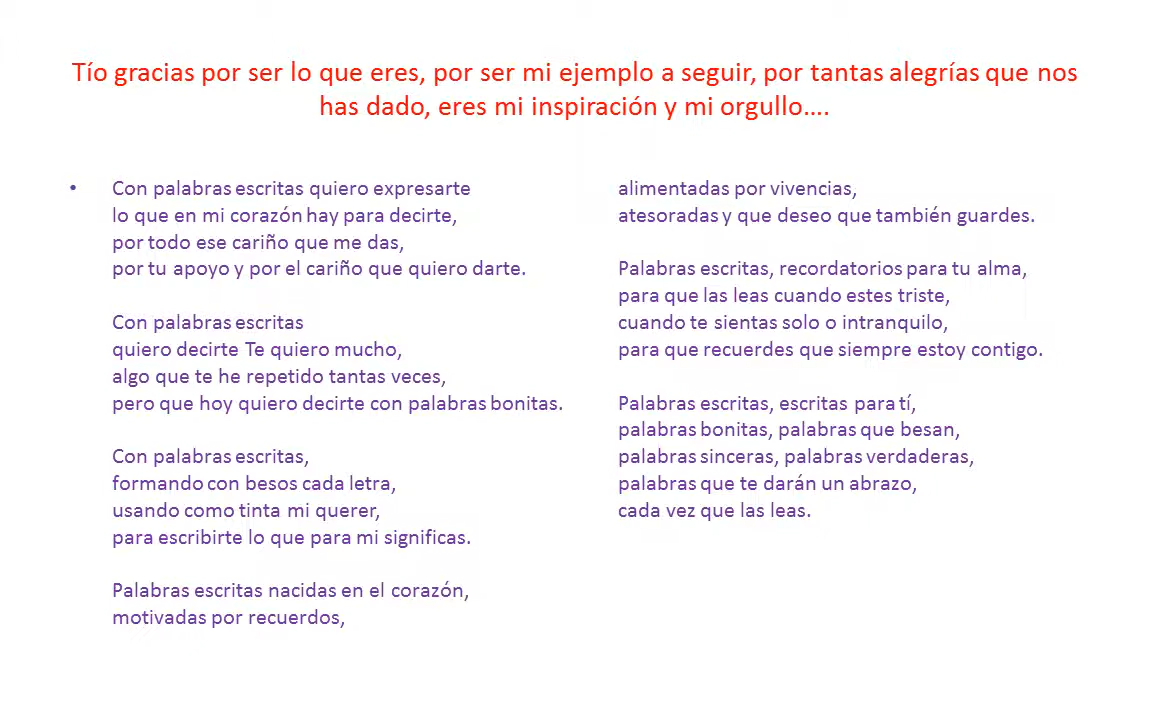 Tío gracias por ser lo que eres, por ser mi ejemplo a seguir, por tantas alegrías que nos
has dado, eres mi inspiración y mi orgullo....
• Con palabras escritas quiero expresarte
lo que en mi corazón hay para decirte,
por todo ese cariño que me das,
por tu apoyo y por el cariño que quiero darte.
Con palabras escritas
quiero decirte Te quiero mucho,
algo que te he repetido tantas veces,
pero que hoy quiero decirte con palabras bonitas.
Con palabras escritas,
formando con besos cada letra,
usando como tinta mi querer,
para escribirte lo que para mi significas.
Palabras escritas nacidas en el corazón,
motivadas por recuerdos,
alimentadas por vivencias,
atesoradas y que deseo que también guardes.
Palabras escritas, recordatorios para tu alma,
para que las leas cuando estes triste,
cuando te sientas solo o intranquilo,
para que recuerdes que siempre estoy contigo.
Palabras escritas, escritas para tí,
palabras bonitas, palabras que besan,
palabras sinceras, palabras verdaderas,
palabras que te darán un abrazo,
cada vez que las leas.